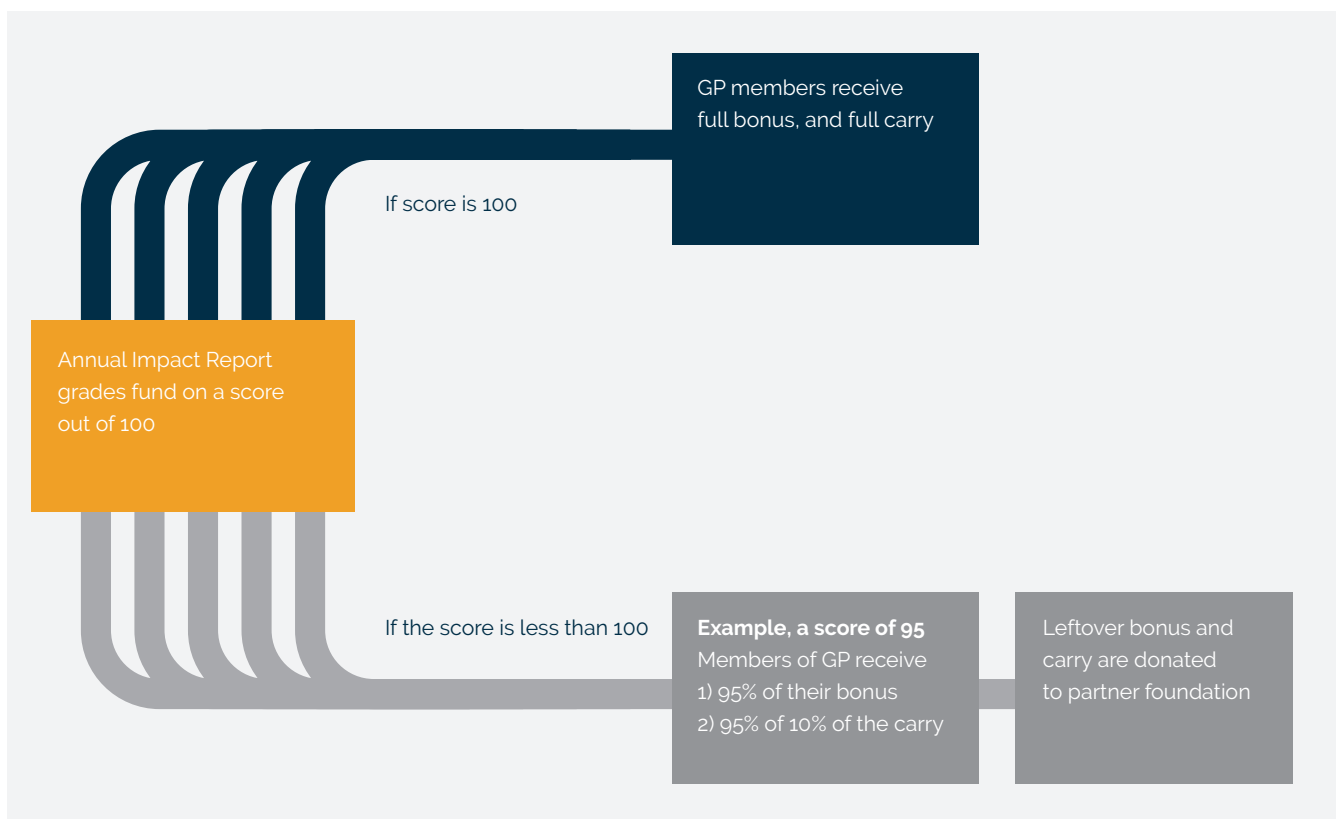 GP members receive
full bonus, and full carry
If score is 100
Annual Impact Report
grades fund on a score
out of 100
If the score is less than 100
Example, a score of 95
Members of GP receive
1) 95% of their bonus
2) 95% of 10% of the carry
Leftover bonus and
carry are donated
to partner foundation